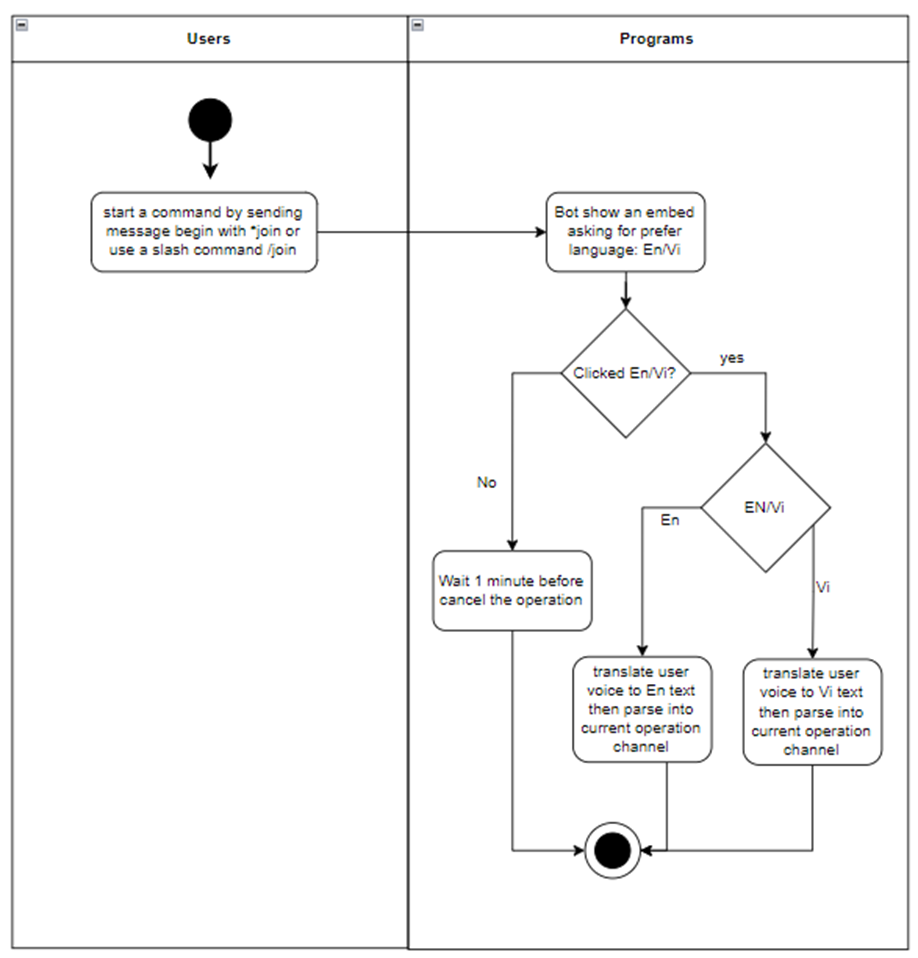 Users
Programs
start a command by sending
message begin with *join or
use a slash command /join
Bot show an embed
asking for prefer
language: En/Vi
Clicked En/Vi?
yes
No
EN/Vi
En
Vi
Wait 1 minute before
cancel the operation
translate user
voice to En text
then parse into
current operation
channel
translate user
voice to Vi text
then parse into
current operation
channel